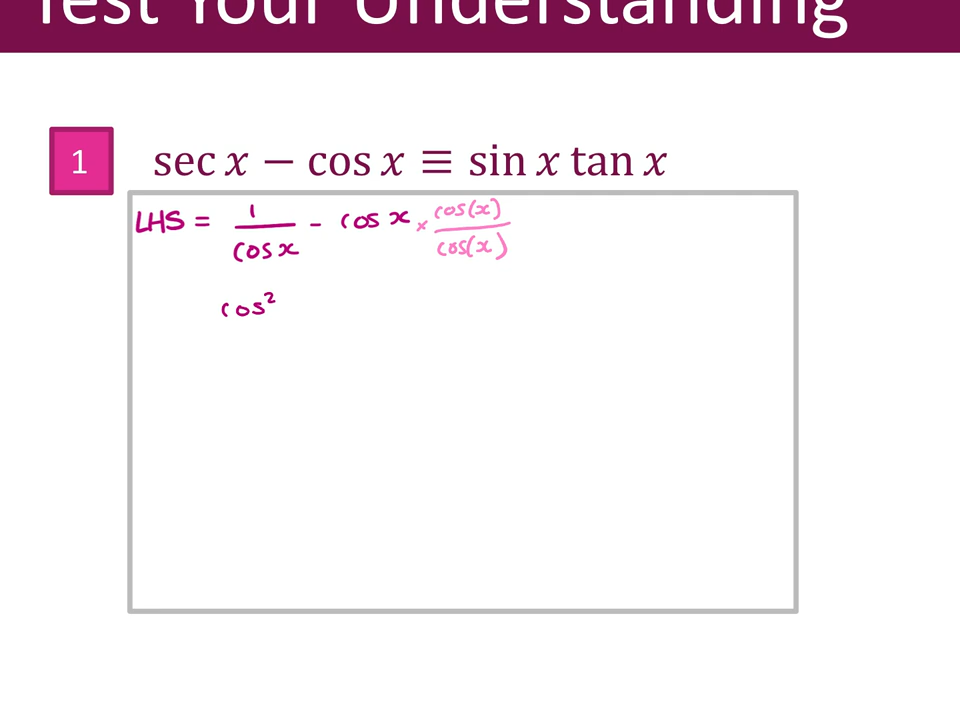 Test Your Understanding
1 sec x − cos x ≡ sin x tan x
LHS = 1/cos x - cos x × cos(x)/cos(x)
cos²